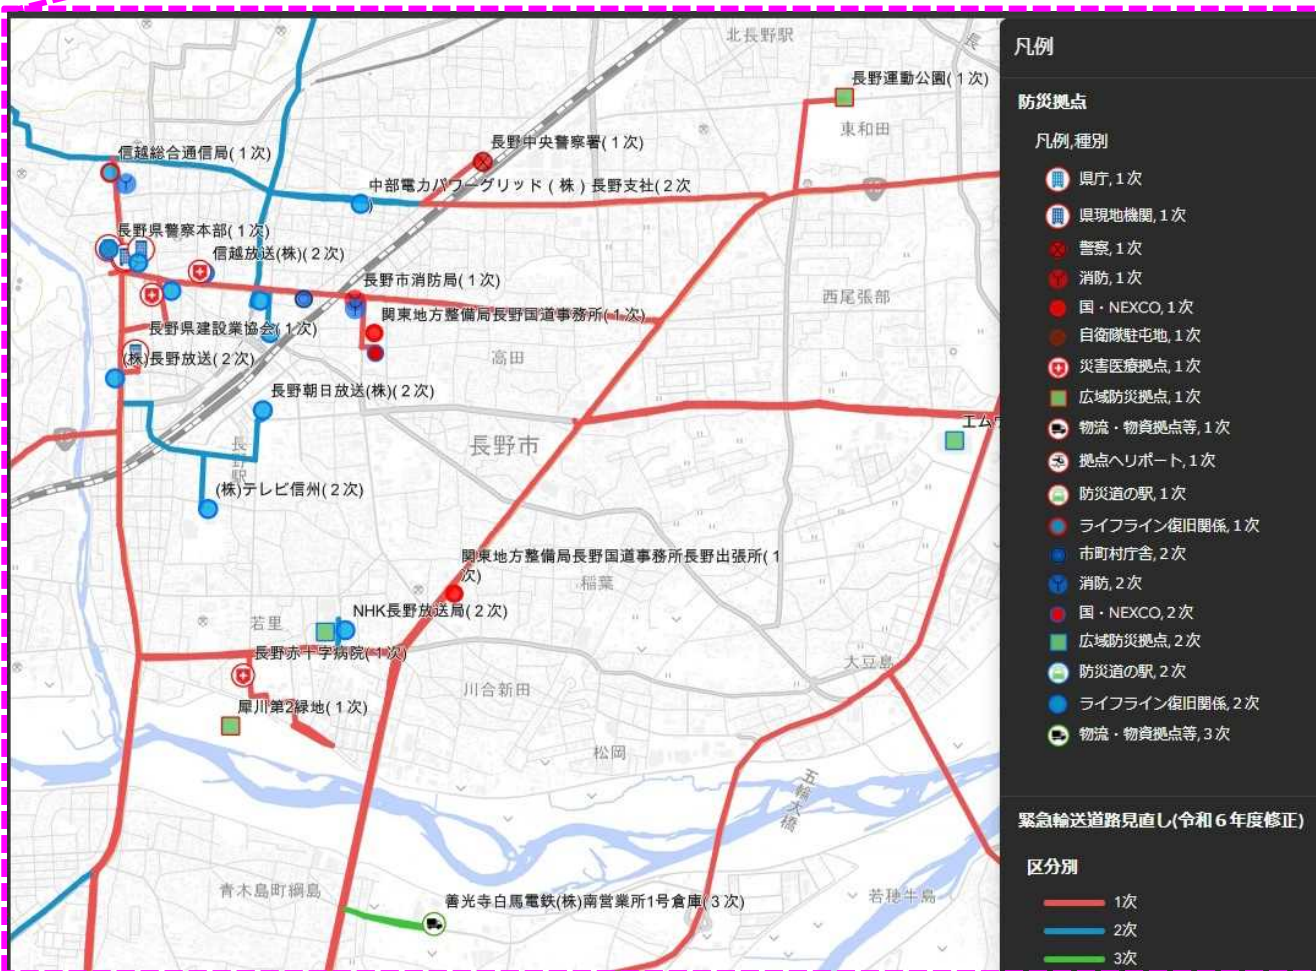 北長野駅
長野運動公園(1次)
東和田
長野中央警察署(1次)
信越総合通信局(1次)
中部電力パワーグリッド(株)長野支社(2次
長野県警察本部(1次)
信越放送(株)(2次)
長野市消防局(1次)
西尾張部
関東地方整備局長野国道事務所(1次)
長野県建設業協会(1次)
(株)長野放送(2次)
高田
長野朝日放送(株)(2次)
エム
長野市
長野駅
(株)テレビ信州(2次)
関東地方整備局長野国道事務所長野出張所(1
次)
稲葉
NHK長野放送局(2次)
若里
長野赤十字病院(1次)
大豆島
川合新田
犀川第2緑地(1次)
松岡
五輪大橋
青木島町綱島
善光寺白馬電鉄(株)南営業所1号倉庫(3次)
若穂牛島
凡例
防災拠点
凡例,種別
県庁,1次
県現地機関,1次
警察,1次
消防,1次
国・NEXCO,1次
自衛隊駐屯地,1次
災害医療拠点,1次
広域防災拠点,1次
物流・物資拠点等,1次
拠点ヘリポート,1次
防災道の駅,1次
ライフライン復旧関係,1次
市町村庁舎,2次
消防,2次
国・NEXCO,2次
広域防災拠点,2次
防災道の駅,2次
ライフライン復旧関係,2次
物流・物資拠点等,3次
緊急輸送道路見直し(令和6年度修正)
区分別
1次
2次
3次